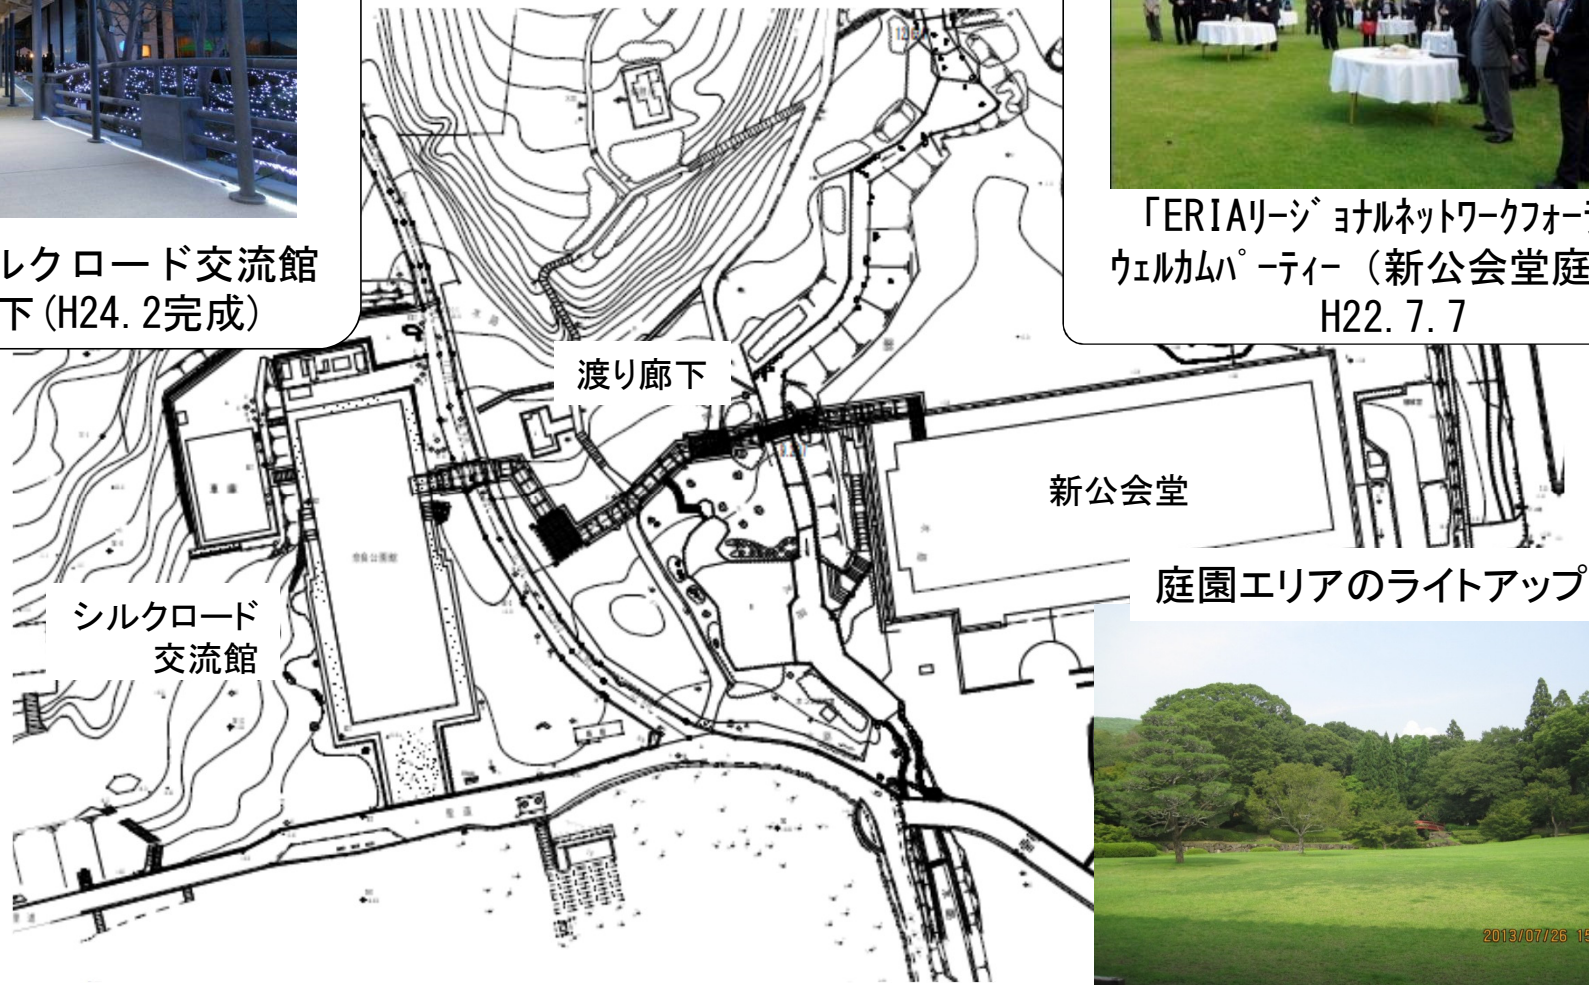 ルクロード交流館
下(H24.2完成)
「ERIAリージョナルネットワークフォー
ウェルカムパーティー（新公会堂庭
H22.7.7
渡り廊下
新公会堂
シルクロード
交流館
庭園エリアのライトアップ
2013/07/26